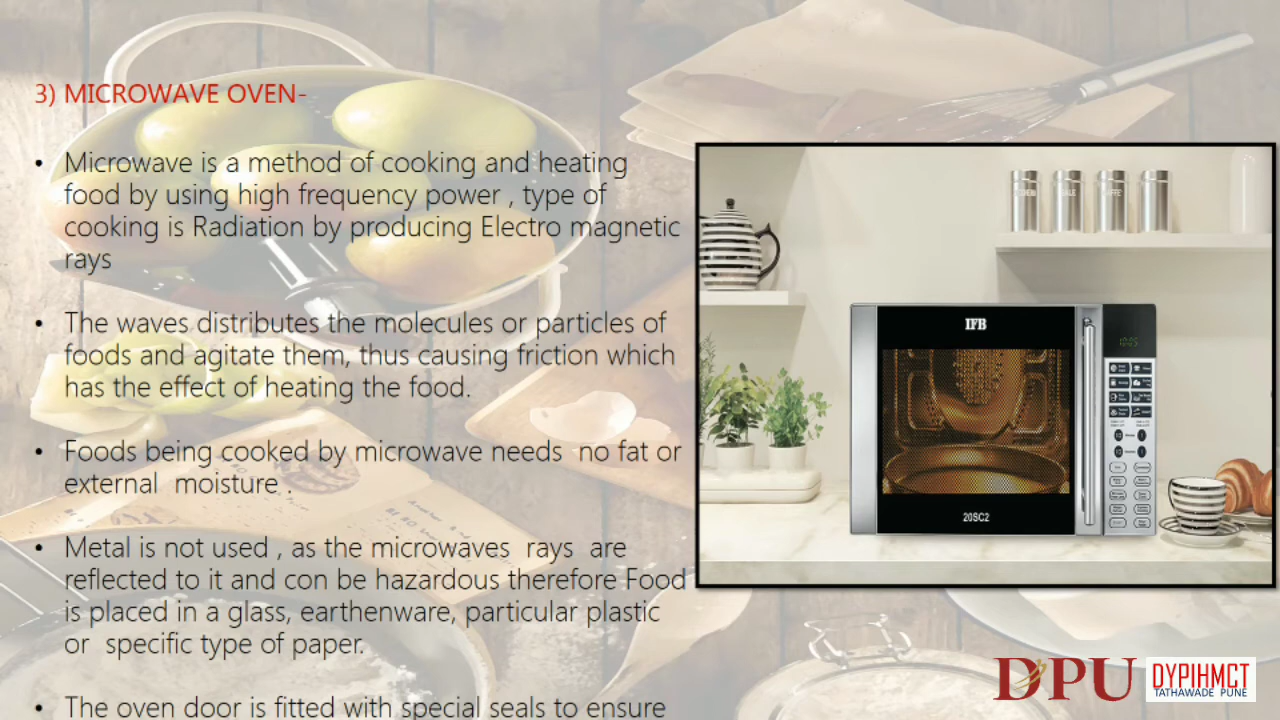 3) MICROWAVE OVEN-
• Microwave is a method of cooking and heating
food by using high frequency power , type of
cooking is Radiation by producing Electro magnetic
rays
• The waves distributes the molecules or particles of
foods and agitate them, thus causing friction which
has the effect of heating the food.
• Foods being cooked by microwave needs no fat or
external moisture .
• Metal is not used , as the microwaves rays are
reflected to it and con be hazardous therefore Food
is placed in a glass, earthenware, particular plastic
or specific type of paper.
• The oven door is fitted with special seals to ensure
IFB
20SC2
DPU
DYPIHMCT
TATHAWADE PUNE